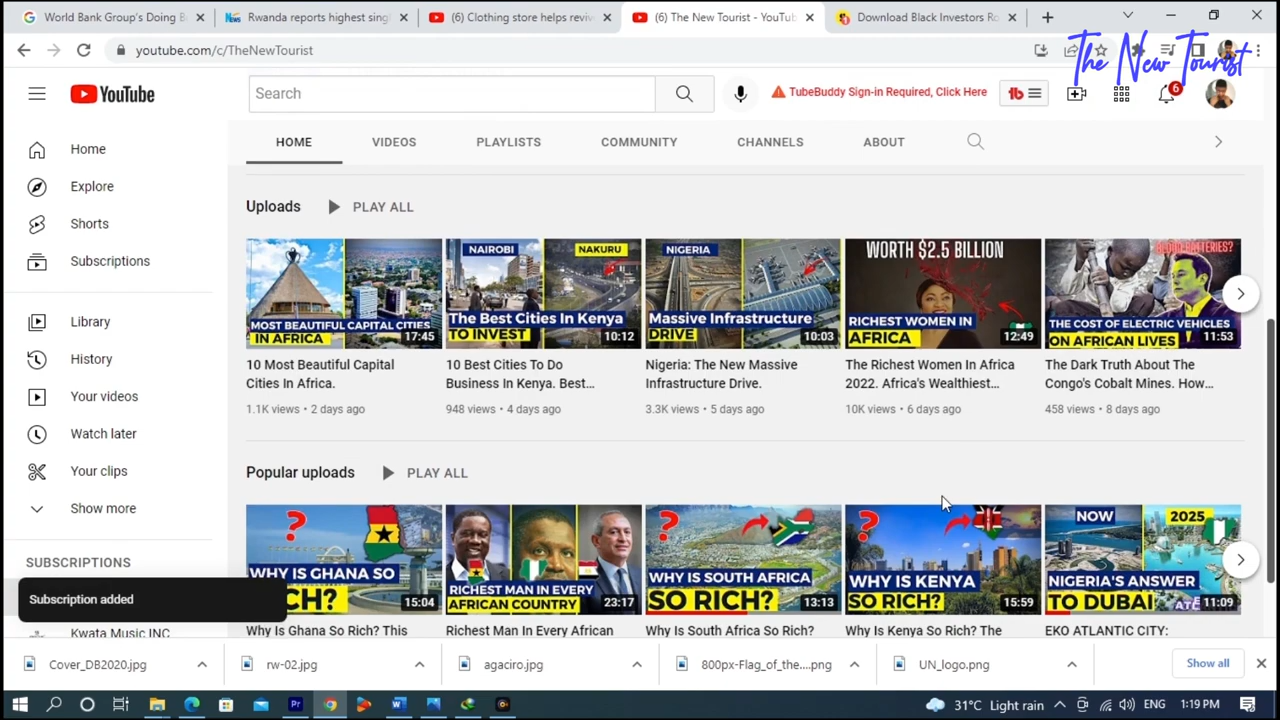 World Bank Group's Doing B
Rwanda reports highest singl
(6) Clothing store helps reviv
(6) The New Tourist - YouTub
Download Black Investors Ro
youtube.com/c/TheNewTourist
The New Tourist
YouTube
Search
TubeBuddy Sign-in Required, Click Here
tb
6
HOME
VIDEOS
PLAYLISTS
COMMUNITY
CHANNELS
ABOUT
Home
Explore
Shorts
Subscriptions
Library
History
Your videos
Watch later
Your clips
Show more
SUBSCRIPTIONS
Subscription added
Kwata Music INC
Uploads
PLAY ALL
MOST BEAUTIFUL CAPITAL CITIES
IN AFRICA
17:45
10 Most Beautiful Capital
Cities In Africa.
1.1K views • 2 days ago
NAIROBI
NAKURU
The Best Cities In Kenya
TO INVEST
10:12
10 Best Cities To Do
Business In Kenya. Best...
948 views • 4 days ago
NIGERIA
Massive Infrastructure
DRIVE
10:03
Nigeria: The New Massive
Infrastructure Drive.
3.3K views • 5 days ago
WORTH $2.5 BILLION
RICHEST WOMEN IN
AFRICA
12:49
The Richest Women In Africa
2022. Africa's Wealthiest...
10K views • 6 days ago
BLOOD BATTERIES?
THE COST OF ELECTRIC VEHICLES
ON AFRICAN LIVES
11:53
The Dark Truth About The
Congo's Cobalt Mines. How...
458 views • 8 days ago
Popular uploads
PLAY ALL
?
WHY IS GHANA SO
RICH?
15:04
Why Is Ghana So Rich? This
RICHEST MAN IN EVERY
AFRICAN COUNTRY
23:17
Richest Man In Every African
?
WHY IS SOUTH AFRICA
SO RICH?
13:13
Why Is South Africa So Rich?
?
WHY IS KENYA
SO RICH?
15:59
Why Is Kenya So Rich? The
NOW
2025
NIGERIA'S ANSWER
TO DUBAI
11:09
EKO ATLANTIC CITY:
Cover_DB2020.jpg
rw-02.jpg
agaciro.jpg
800px-Flag_of_the....png
UN_logo.png
Show all
Pr
W
31°C Light rain
ENG
1:19 PM